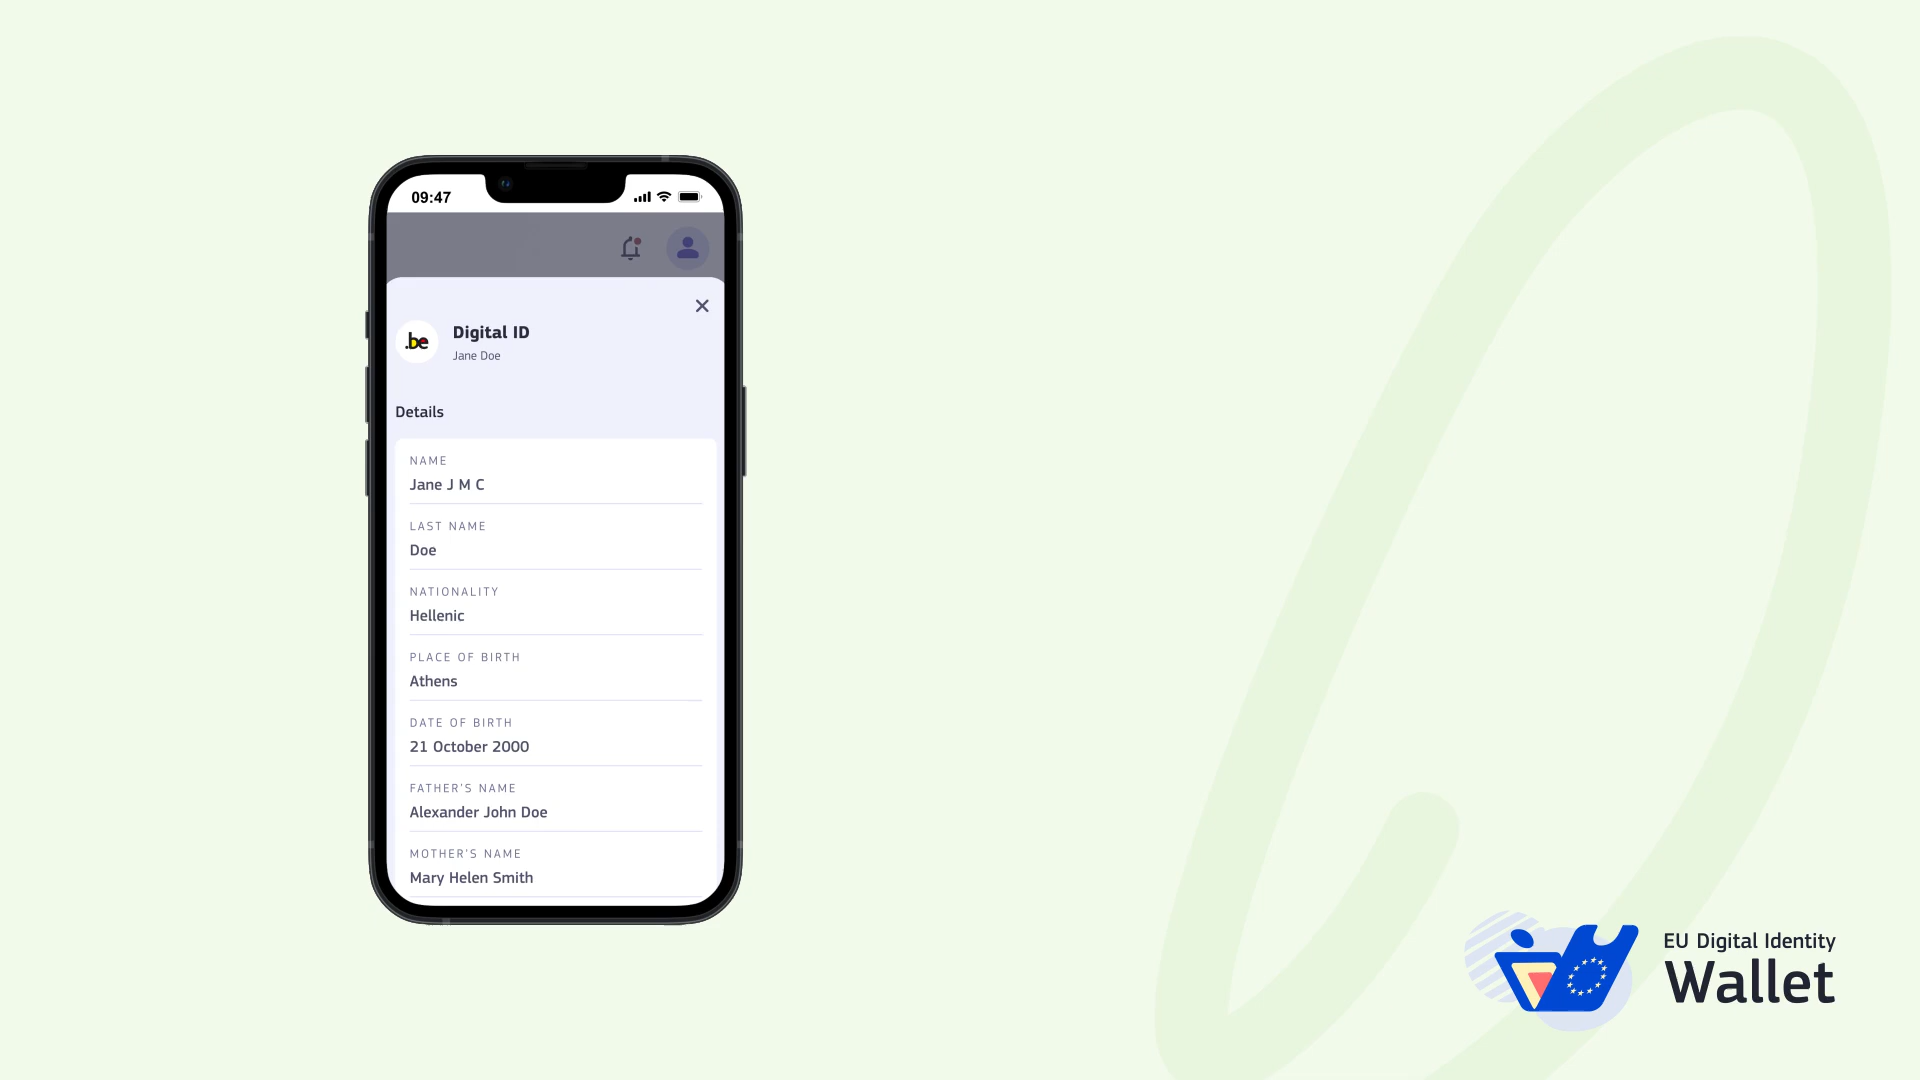 09:47
.be
Digital ID
Jane Doe
Details
NAME
Jane J M C
LAST NAME
Doe
NATIONALITY
Hellenic
PLACE OF BIRTH
Athens
DATE OF BIRTH
21 October 2000
FATHER'S NAME
Alexander John Doe
MOTHER'S NAME
Mary Helen Smith
EU Digital Identity
Wallet